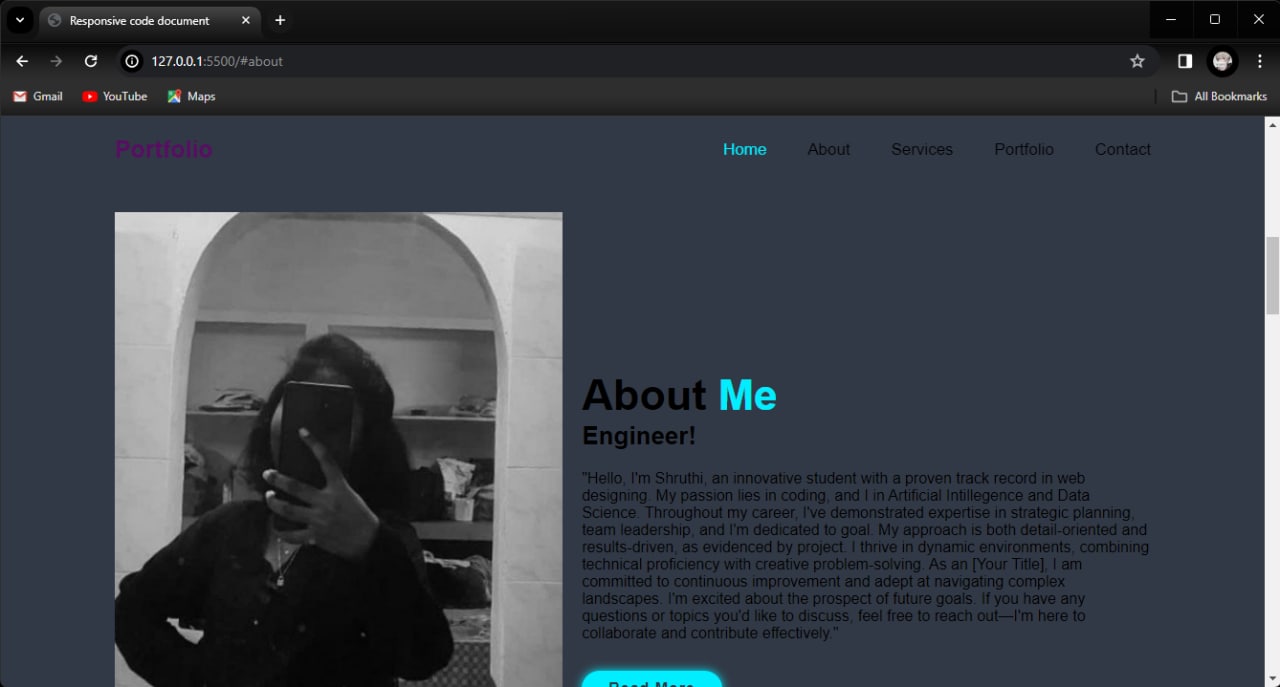 Responsive code document
127.0.0.1:5500/#about
Gmail YouTube Maps All Bookmarks
Portfolio Home About Services Portfolio Contact
About Me
Engineer!
"Hello, I'm Shruthi, an innovative student with a proven track record in web
designing. My passion lies in coding, and I in Artificial Intillegence and Data
Science. Throughout my career, I've demonstrated expertise in strategic planning,
team leadership, and I'm dedicated to goal. My approach is both detail-oriented and
results-driven, as evidenced by project. I thrive in dynamic environments, combining
technical proficiency with creative problem-solving. As an [Your Title], I am
committed to continuous improvement and adept at navigating complex
landscapes. I'm excited about the prospect of future goals. If you have any
questions or topics you'd like to discuss, feel free to reach out—I'm here to
collaborate and contribute effectively."
Read More